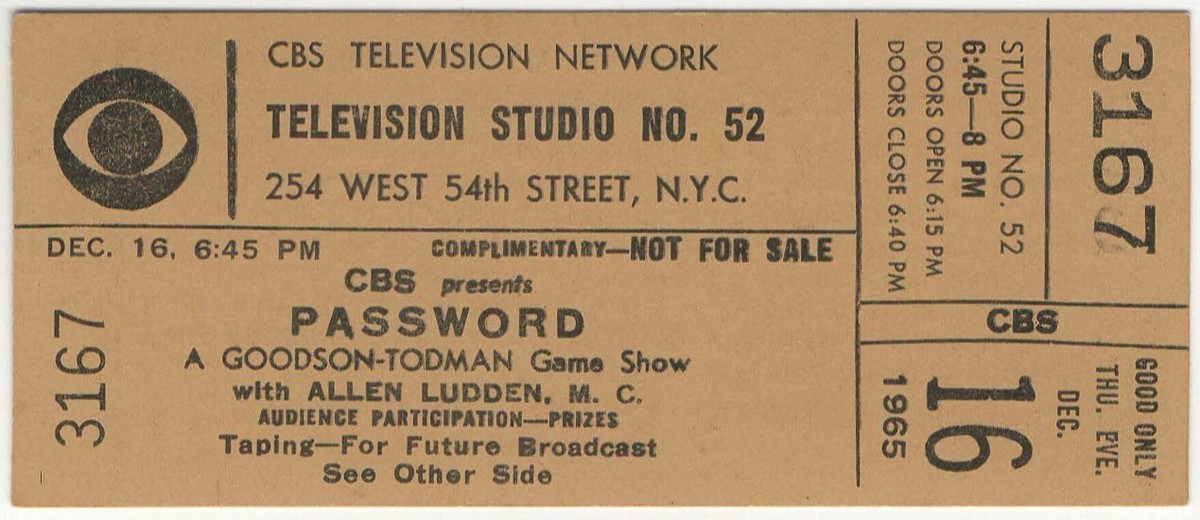 CBS TELEVISION NETWORK
TELEVISION STUDIO NO. 52
254 WEST 54th STREET, N.Y.C.
DEC. 16, 6:45 PM
COMPLIMENTARY—NOT FOR SALE
CBS presents
PASSWORD
A GOODSON-TODMAN Game Show
with ALLEN LUDDEN, M. C.
AUDIENCE PARTICIPATION—PRIZES
Taping—For Future Broadcast
See Other Side
3167
3167
STUDIO NO. 52
6:45—8 PM
DOORS OPEN 6:15 PM
DOORS CLOSE 6:40 PM
CBS
GOOD ONLY
THU. EVE.
DEC.
16
1965